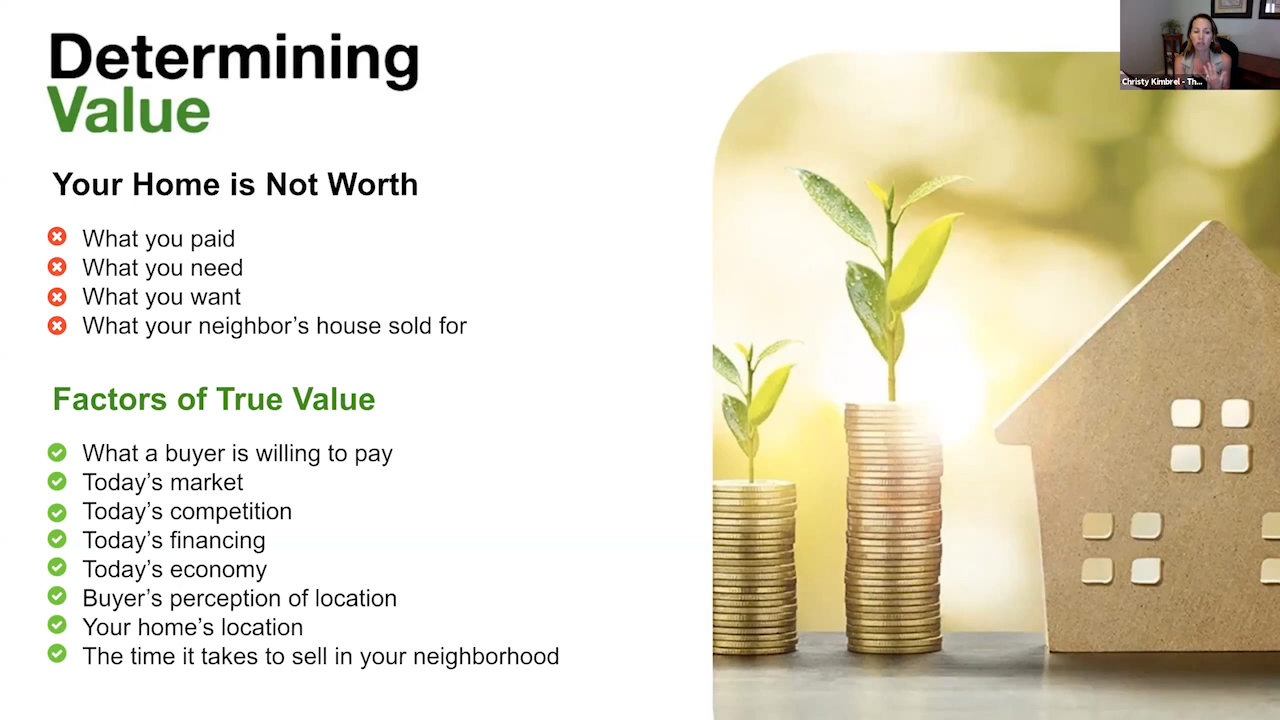 Determining
Value
Your Home is Not Worth
What you paid
What you need
What you want
What your neighbor’s house sold for
Factors of True Value
What a buyer is willing to pay
Today’s market
Today’s competition
Today’s financing
Today’s economy
Buyer’s perception of location
Your home’s location
The time it takes to sell in your neighborhood
Christy Kimbrel - Th...